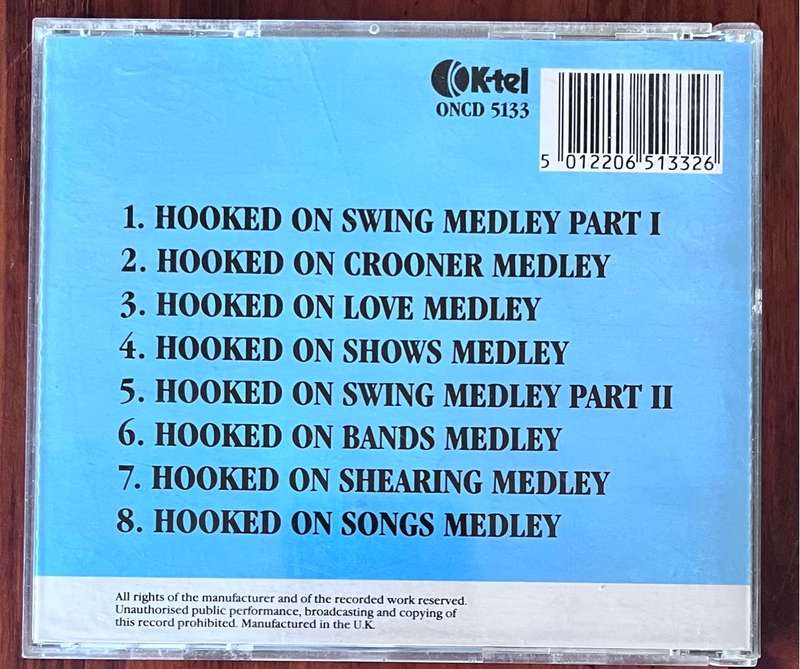 K-tel
ONCD 5133
5 012206 513326
1. HOOKED ON SWING MEDLEY PART I
2. HOOKED ON CROONER MEDLEY
3. HOOKED ON LOVE MEDLEY
4. HOOKED ON SHOWS MEDLEY
5. HOOKED ON SWING MEDLEY PART II
6. HOOKED ON BANDS MEDLEY
7. HOOKED ON SHEARING MEDLEY
8. HOOKED ON SONGS MEDLEY
All rights of the manufacturer and of the recorded work reserved.
Unauthorised public performance, broadcasting and copying of
this record prohibited. Manufactured in the U.K.